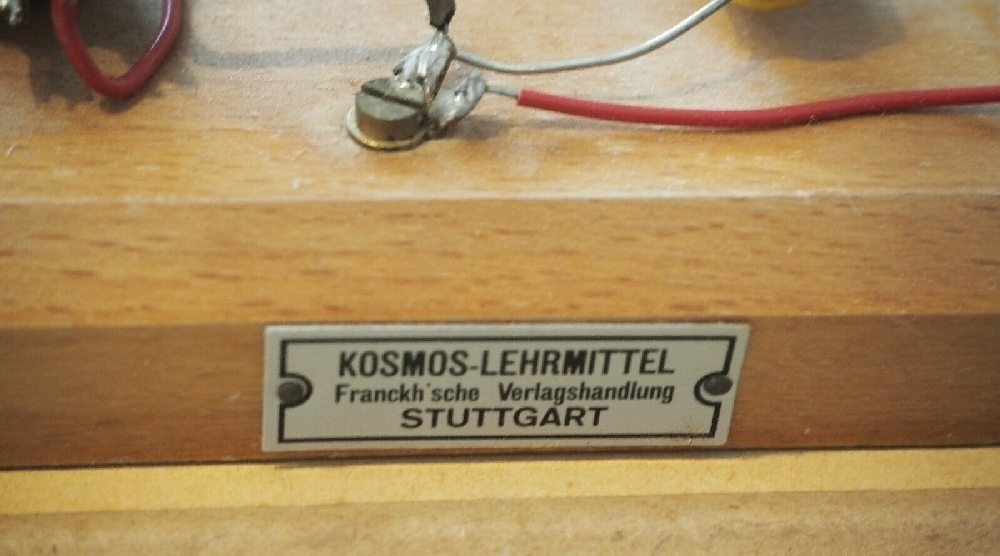 KOSMOS-LEHRMITTEL
Franckh'sche Verlagshandlung
STUTTGART